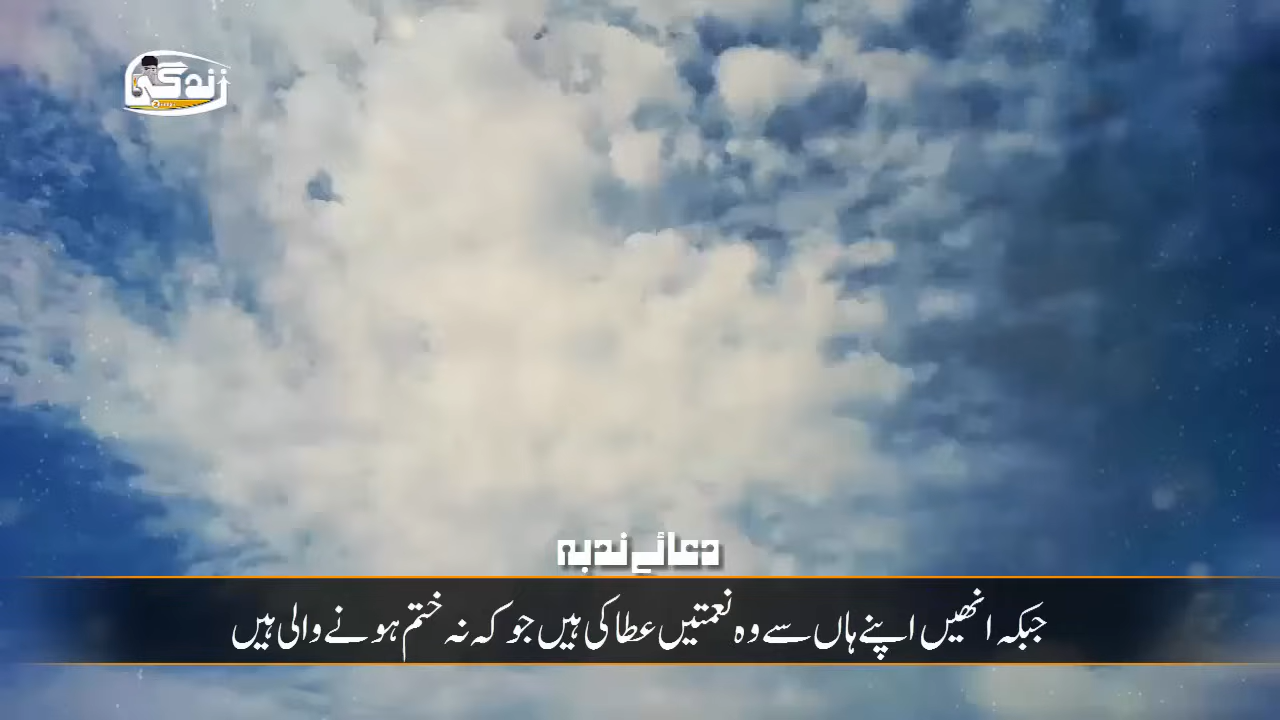 زندگی
دعائے ندبہ
جبکہ انھیں اپنے ہاں سے وہ نعمتیں عطا کی ہیں جو کہ نہ ختم ہونے والی ہیں